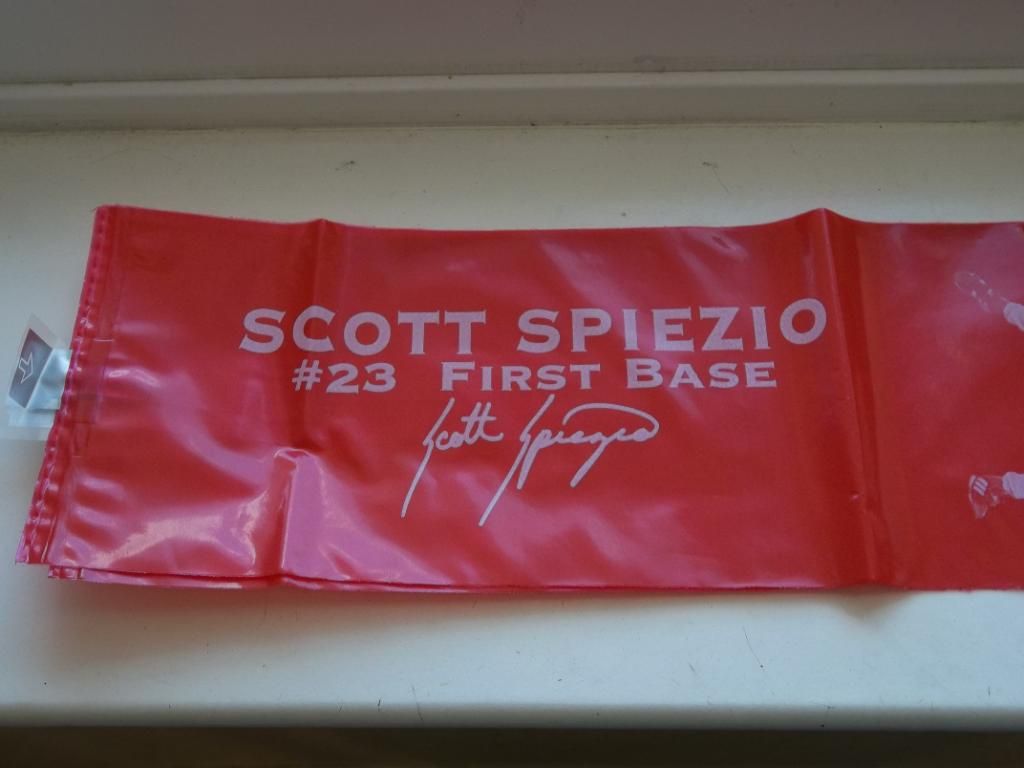 SCOTT SPIEZIO
#23 FIRST BASE
Scott Spiezio